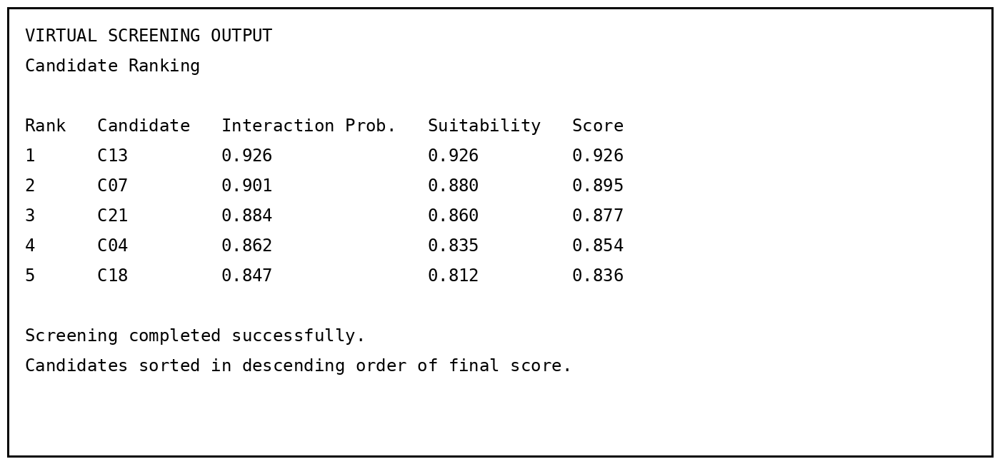 VIRTUAL SCREENING OUTPUT
Candidate Ranking
Rank   Candidate   Interaction Prob.   Suitability   Score
1      C13         0.926               0.926         0.926
2      C07         0.901               0.880         0.895
3      C21         0.884               0.860         0.877
4      C04         0.862               0.835         0.854
5      C18         0.847               0.812         0.836
Screening completed successfully.
Candidates sorted in descending order of final score.